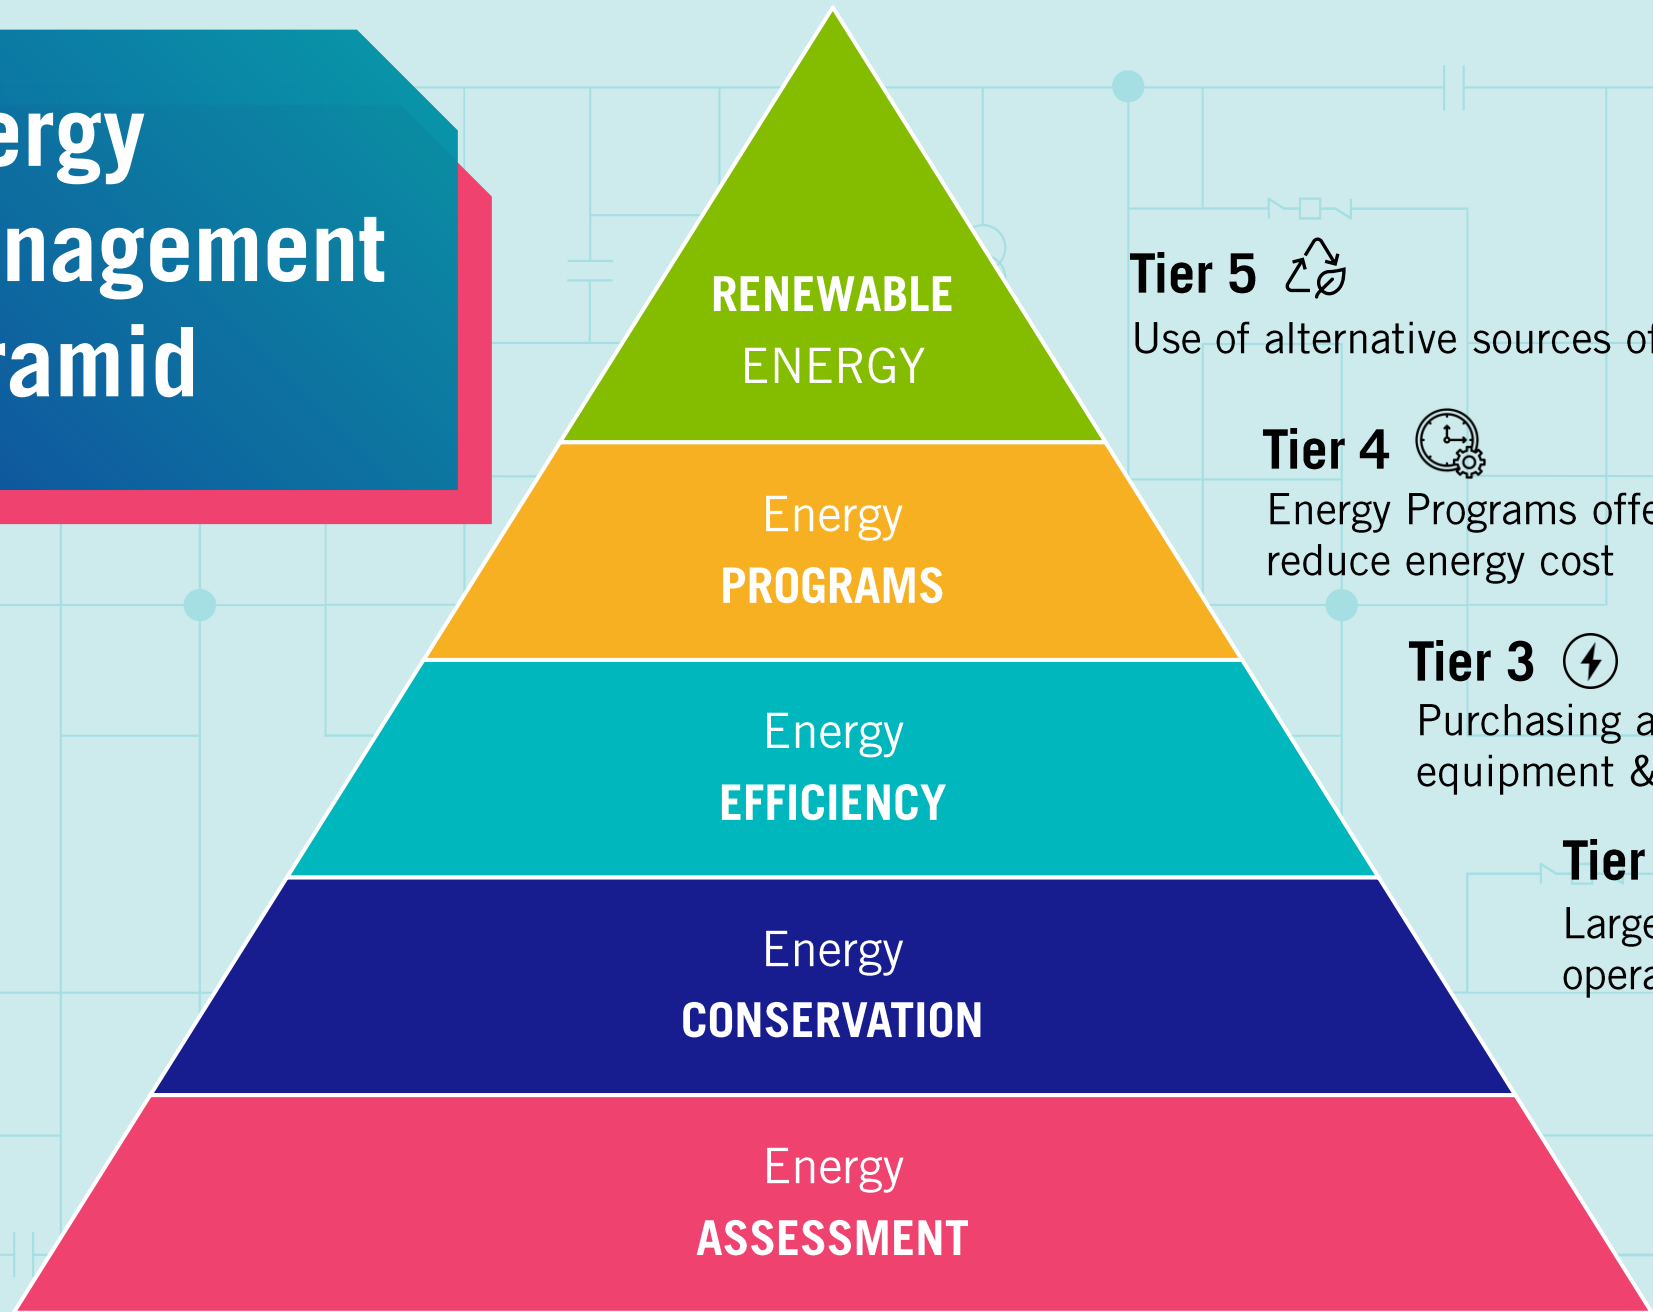 ergy
nagement
ramid
RENEWABLE
ENERGY
Energy
PROGRAMS
Energy
EFFICIENCY
Energy
CONSERVATION
Energy
ASSESSMENT
Tier 5
Use of alternative sources of
Tier 4
Energy Programs offe
reduce energy cost
Tier 3
Purchasing a
equipment &
Tier
Large
opera